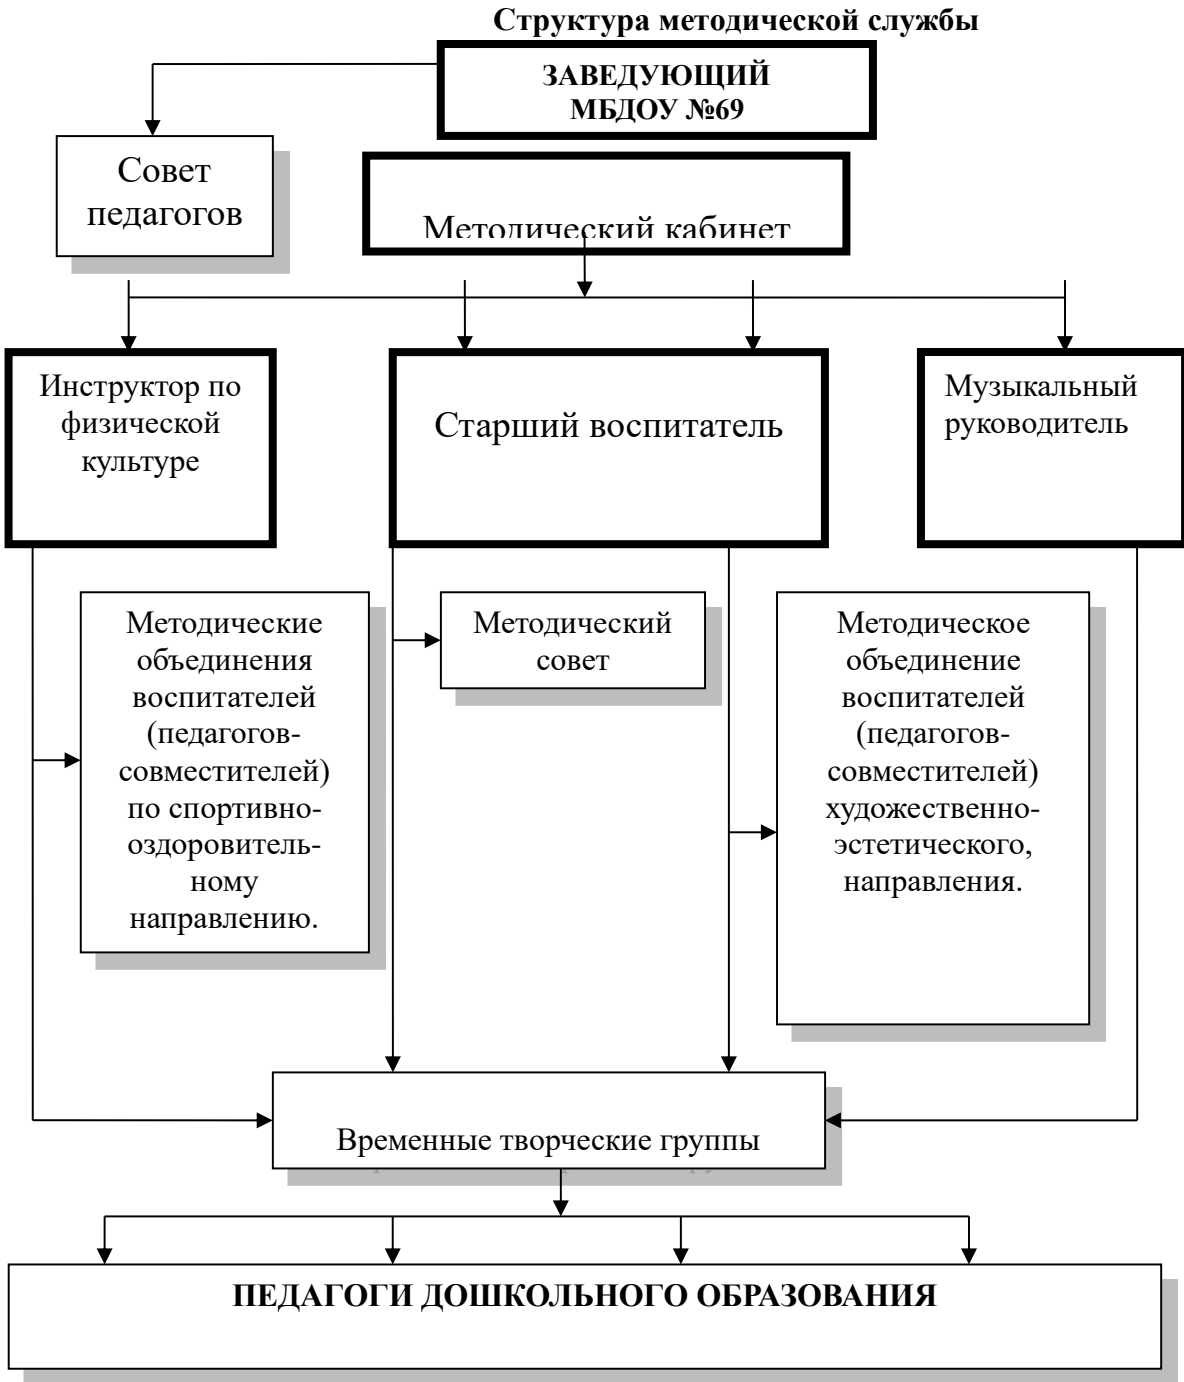 Структура методической службы
ЗАВЕДУЮЩИЙ
МБДОУ №69
Совет
педагогов
Методический кабинет
Инструктор по
физической
культуре
Старший воспитатель
Музыкальный
руководитель
Методические
объединения
воспитателей
(педагогов-
совместителей)
по спортивно-
оздоровитель-
ному
направлению.
Методический
совет
Методическое
объединение
воспитателей
(педагогов-
совместителей)
художественно-
эстетического,
направления.
Временные творческие группы
ПЕДАГОГИ ДОШКОЛЬНОГО ОБРАЗОВАНИЯ